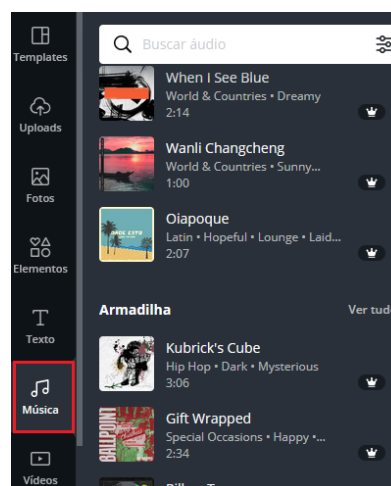 Templates
Uploads
Fotos
Elementos
Texto
Música
Vídeos
Buscar áudio
When I See Blue
World & Countries • Dreamy
2:14
Wanli Changcheng
World & Countries • Sunny...
1:00
Oiapoque
Latin • Hopeful • Lounge • Laid...
2:07
Armadilha Ver tudo
Kubrick's Cube
Hip Hop • Dark • Mysterious
3:06
BALLPOINT
Gift Wrapped
Special Occasions • Happy •...
2:34